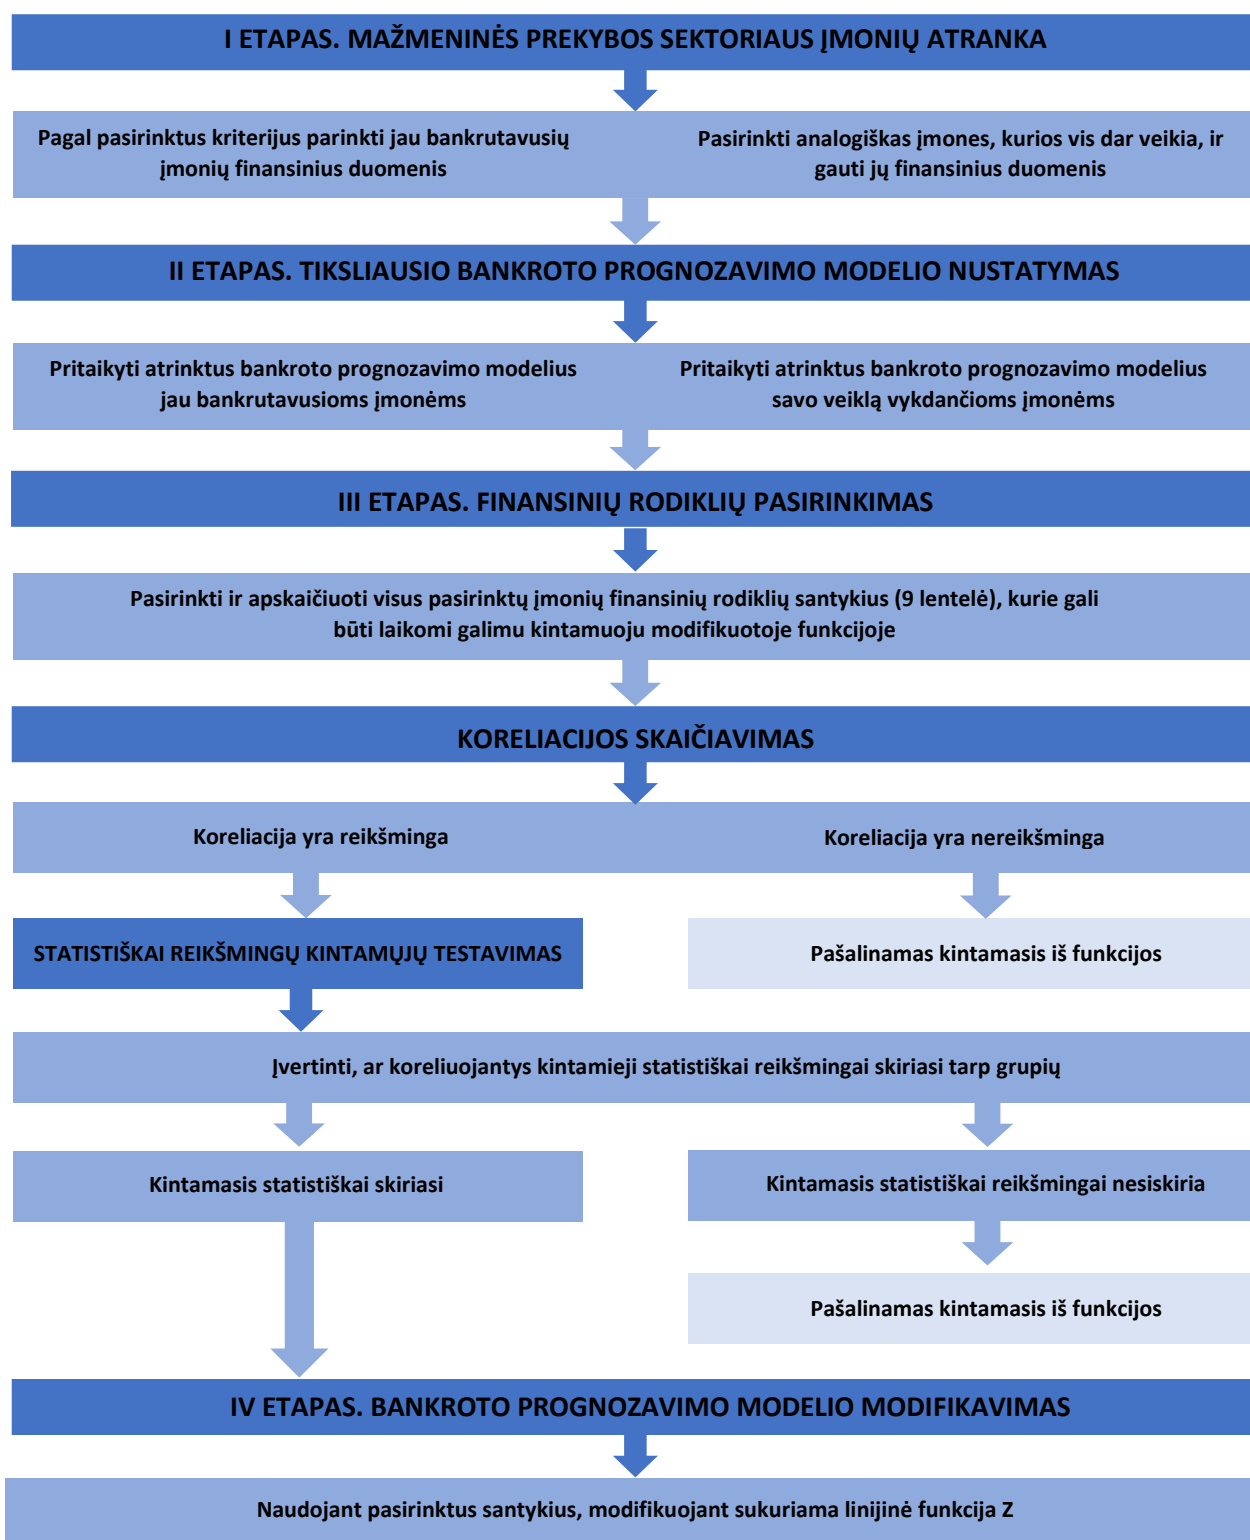 I ETAPAS. MAŽMENINĖS PREKYBOS SEKTORIAUS ĮMONIŲ ATRANKA
Pagal pasirinktus kriterijus parinkti jau bankrutavusių
įmonių finansinius duomenis
Pasirinkti analogiškas įmones, kurios vis dar veikia, ir
gauti jų finansinius duomenis
II ETAPAS. TIKSLIAUSIO BANKROTO PROGNOZAVIMO MODELIO NUSTATYMAS
Pritaikyti atrinktus bankroto prognozavimo modelius
jau bankrutavusioms įmonėms
Pritaikyti atrinktus bankroto prognozavimo modelius
savo veiklą vykdančioms įmonėms
III ETAPAS. FINANSINIŲ RODIKLIŲ PASIRINKIMAS
Pasirinkti ir apskaičiuoti visus pasirinktų įmonių finansinių rodiklių santykius (9 lentelė), kurie gali
būti laikomi galimu kintamuoju modifikuotoje funkcijoje
KORELIACIJOS SKAIČIAVIMAS
Koreliacija yra reikšminga
Koreliacija yra nereikšminga
STATISTIŠKAI REIKŠMINGŲ KINTAMŲJŲ TESTAVIMAS
Pašalinamas kintamasis iš funkcijos
Įvertinti, ar koreliuojantys kintamieji statistiškai reikšmingai skiriasi tarp grupių
Kintamasis statistiškai skiriasi
Kintamasis statistiškai reikšmingai nesiskiria
Pašalinamas kintamasis iš funkcijos
IV ETAPAS. BANKROTO PROGNOZAVIMO MODELIO MODIFIKAVIMAS
Naudojant pasirinktus santykius, modifikuojant sukuriama linijinė funkcija Z